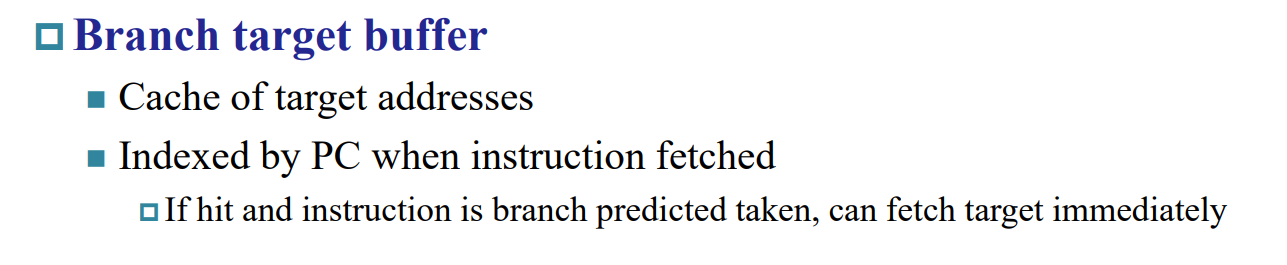 Branch target buffer
Cache of target addresses
Indexed by PC when instruction fetched
If hit and instruction is branch predicted taken, can fetch target immediately